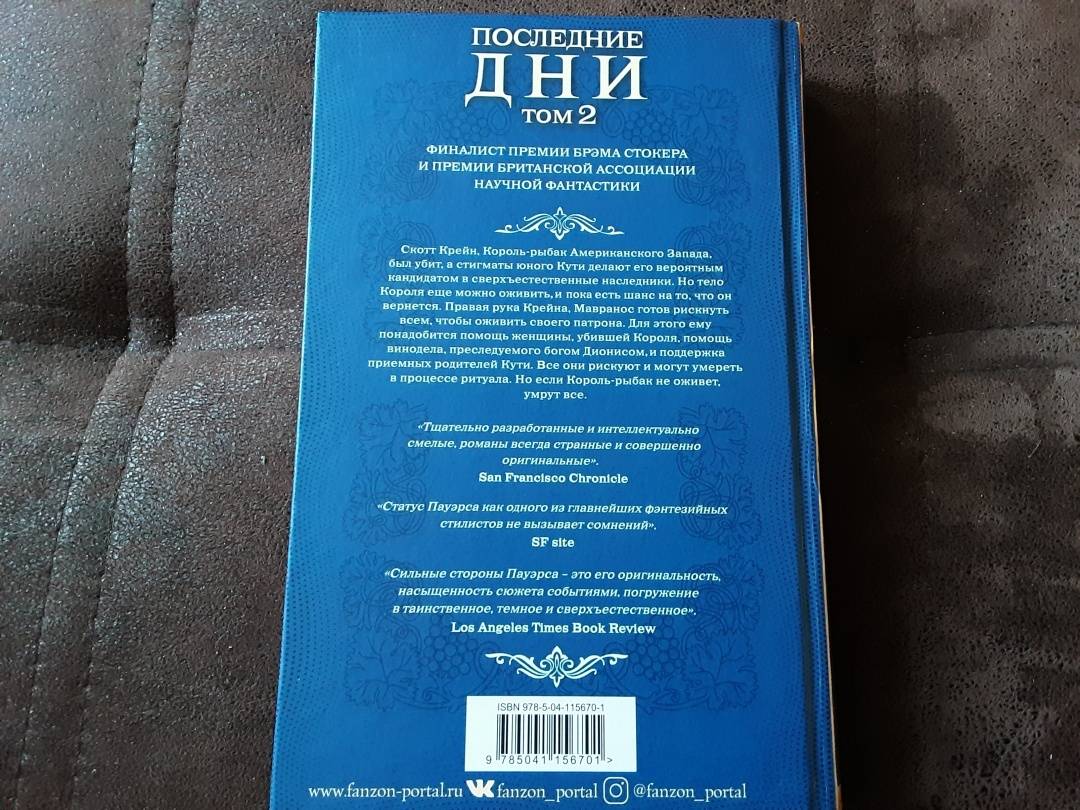 ПОСЛЕДНИЕ
ДНИ
ТОМ 2
ФИНАЛИСТ ПРЕМИИ БРЭМА СТОКЕРА
И ПРЕМИИ БРИТАНСКОЙ АССОЦИАЦИИ
НАУЧНОЙ ФАНТАСТИКИ
Скотт Крейн, Король-рыбак Американского Запада,
был убит, а стигматы юного Кути делают его вероятным
кандидатом в сверхъестественные наследники. Но тело
Короля еще можно оживить, и пока есть шанс на то, что он
вернется. Правая рука Крейна, Мавранос готов рискнуть
всем, чтобы оживить своего патрона. Для этого ему
понадобится помощь женщины, убившей Короля, помощь
винодела, преследуемого богом Дионисом, и поддержка
приемных родителей Кути. Все они рискуют и могут умереть
в процессе ритуала. Но если Король-рыбак не оживет,
умрут все.
«Тщательно разработанные и интеллектуально
смелые, романы всегда странные и совершенно
оригинальные».
San Francisco Chronicle
«Статус Пауэрса как одного из главнейших фэнтезийных
стилистов не вызывает сомнений».
SF site
«Сильные стороны Пауэрса – это его оригинальность,
насыщенность сюжета событиями, погружение
в таинственное, темное и сверхъестественное».
Los Angeles Times Book Review
ISBN 978-5-04-115670-1
9 785041 156701 >
www.fanzon-portal.ru fanzon_portal @fanzon_portal